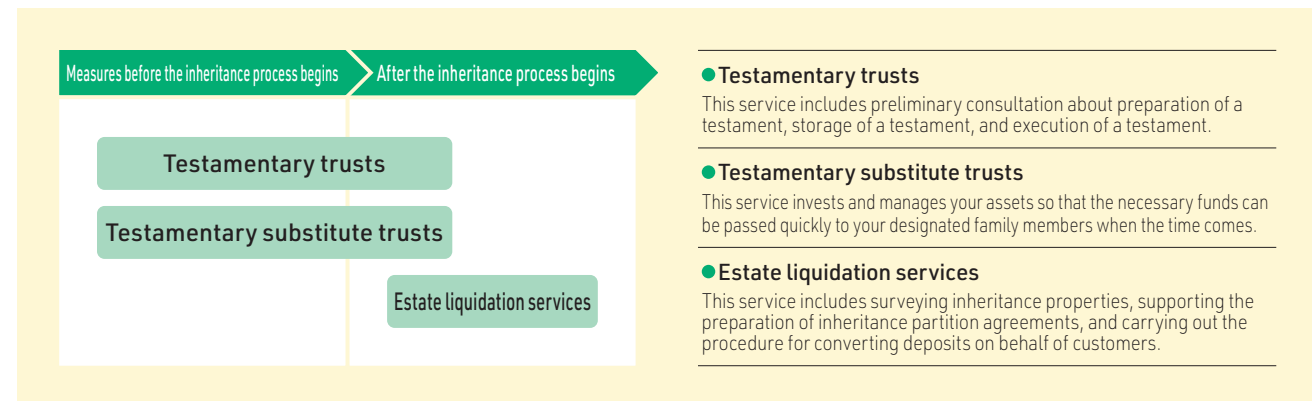 Measures before the inheritance process begins
After the inheritance process begins
Testamentary trusts
Testamentary substitute trusts
Estate liquidation services
●Testamentary trusts
This service includes preliminary consultation about preparation of a
testament, storage of a testament, and execution of a testament.
●Testamentary substitute trusts
This service invests and manages your assets so that the necessary funds can
be passed quickly to your designated family members when the time comes.
●Estate liquidation services
This service includes surveying inheritance properties, supporting the
preparation of inheritance partition agreements, and carrying out the
procedure for converting deposits on behalf of customers.